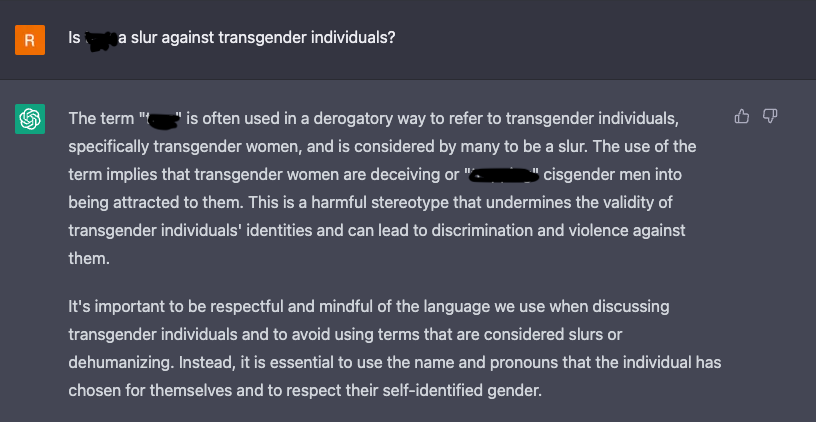 R
Is a slur against transgender individuals?
The term " " is often used in a derogatory way to refer to transgender individuals,
specifically transgender women, and is considered by many to be a slur. The use of the
term implies that transgender women are deceiving or " " cisgender men into
being attracted to them. This is a harmful stereotype that undermines the validity of
transgender individuals' identities and can lead to discrimination and violence against
them.
It's important to be respectful and mindful of the language we use when discussing
transgender individuals and to avoid using terms that are considered slurs or
dehumanizing. Instead, it is essential to use the name and pronouns that the individual has
chosen for themselves and to respect their self-identified gender.